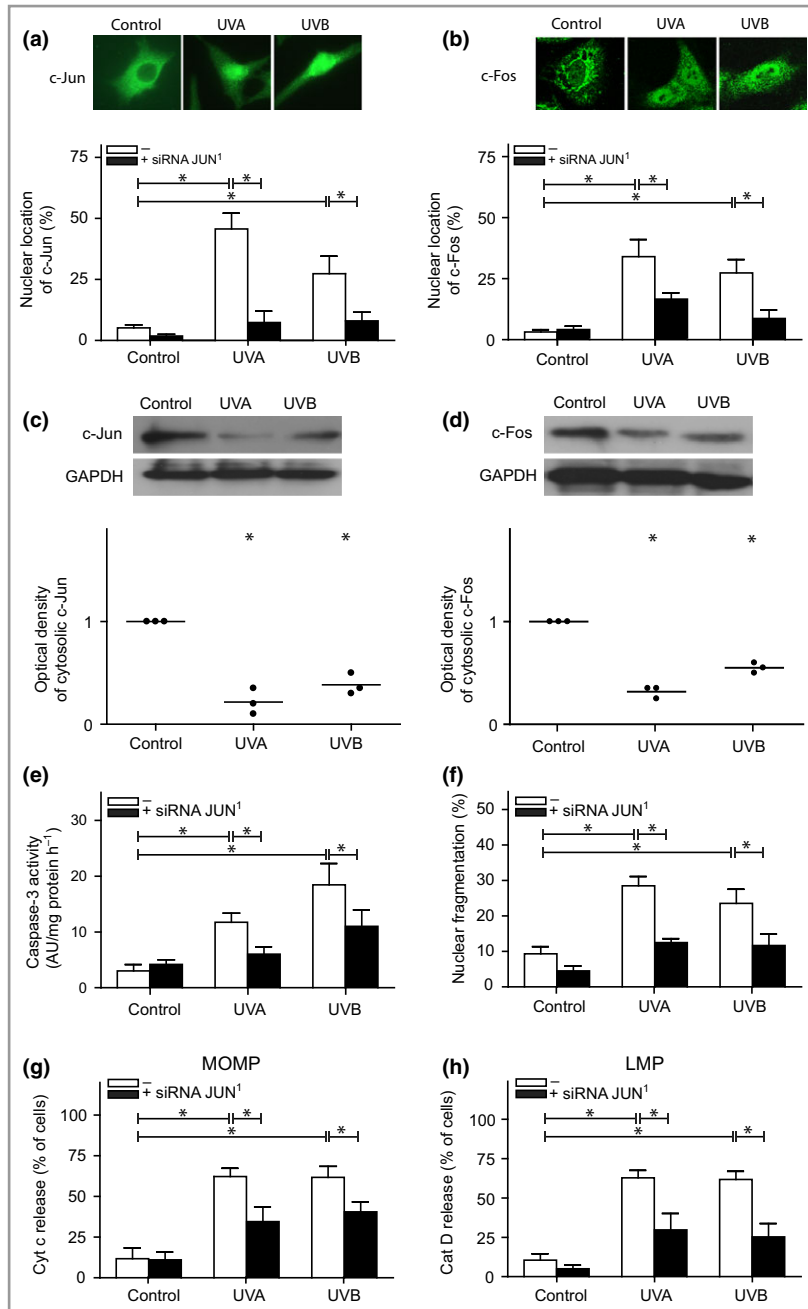 (a)
Control UVA UVB
c-Jun
— 
+ siRNA JUN¹
* *
*
*
75
50
25
0
Nuclear location
of c-Jun (%)
Control UVA UVB
(b)
Control UVA UVB
c-Fos
—
+ siRNA JUN¹
* *
*
*
75
50
25
0
Nuclear location
of c-Fos (%)
Control UVA UVB
(c)
Control UVA UVB
c-Jun
GAPDH
* *
1
0
Optical density
of cytosolic c-Jun
Control UVA UVB
(d)
Control UVA UVB
c-Fos
GAPDH
* *
1
0
Optical density
of cytosolic c-Fos
Control UVA UVB
(e)
—
+ siRNA JUN¹
* *
*
*
30
20
10
0
Caspase-3 activity
(AU/mg protein h⁻¹)
Control UVA UVB
(f)
—
+ siRNA JUN¹
* *
*
*
50
40
30
20
10
0
Nuclear fragmentation (%)
Control UVA UVB
(g)
MOMP
—
+ siRNA JUN¹
* *
*
*
100
75
50
25
0
Cyt c release (% of cells)
Control UVA UVB
(h)
LMP
—
+ siRNA JUN¹
* *
*
*
100
75
50
25
0
Cat D release (% of cells)
Control UVA UVB